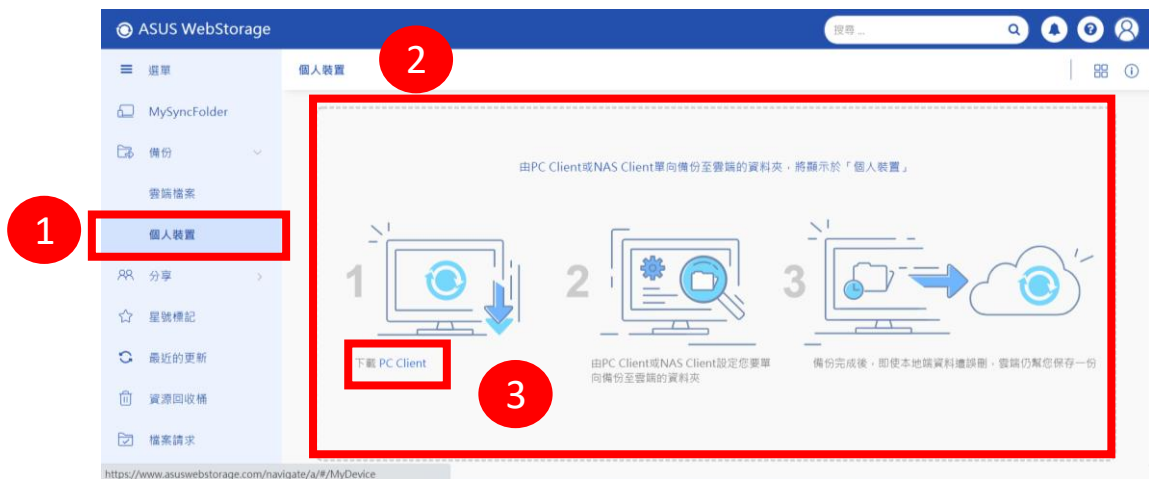 ASUS WebStorage
搜尋 ...
選單
個人裝置
2
MySyncFolder
備份
由PC Client或NAS Client單向備份至雲端的資料夾，將顯示於「個人裝置」
雲端檔案
1
個人裝置
分享
1
2
3
星號標記
最近的更新
下載 PC Client
由PC Client或NAS Client設定您要單
向備份至雲端的資料夾
備份完成後，即使本地端資料遭誤刪，雲端仍幫您保存一份
3
資源回收桶
檔案請求
https://www.asuswebstorage.com/navigate/a/#/MyDevice